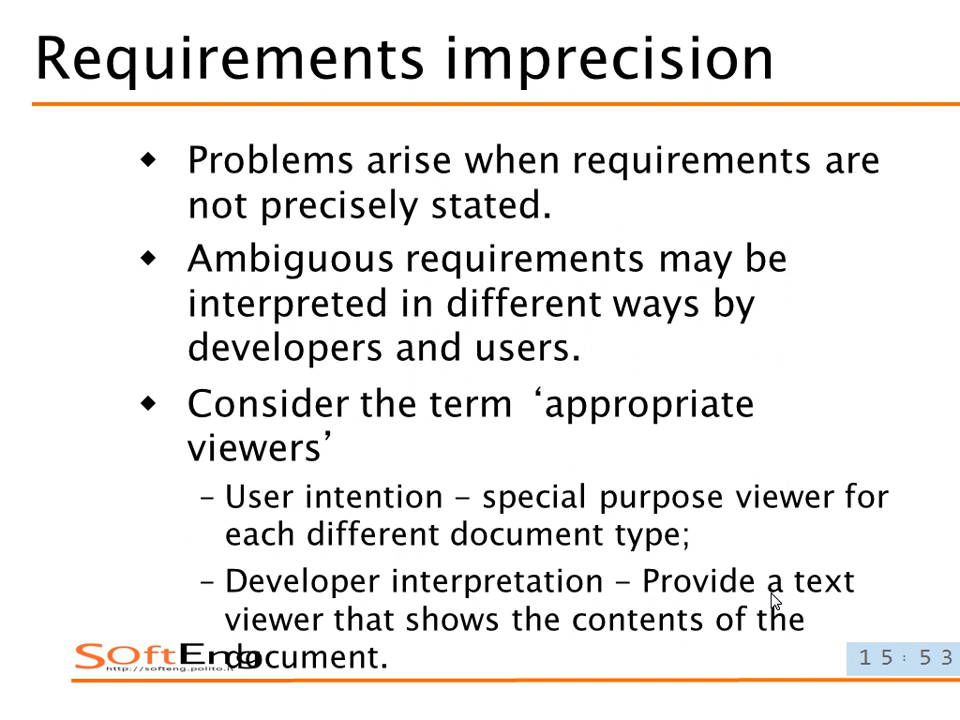 Requirements imprecision
◆ Problems arise when requirements are
not precisely stated.
◆ Ambiguous requirements may be
interpreted in different ways by
developers and users.
◆ Consider the term ‘appropriate
viewers’
– User intention – special purpose viewer for
each different document type;
– Developer interpretation – Provide a text
viewer that shows the contents of the
document.
SoftEng
http://softeng.polito.it
15:53